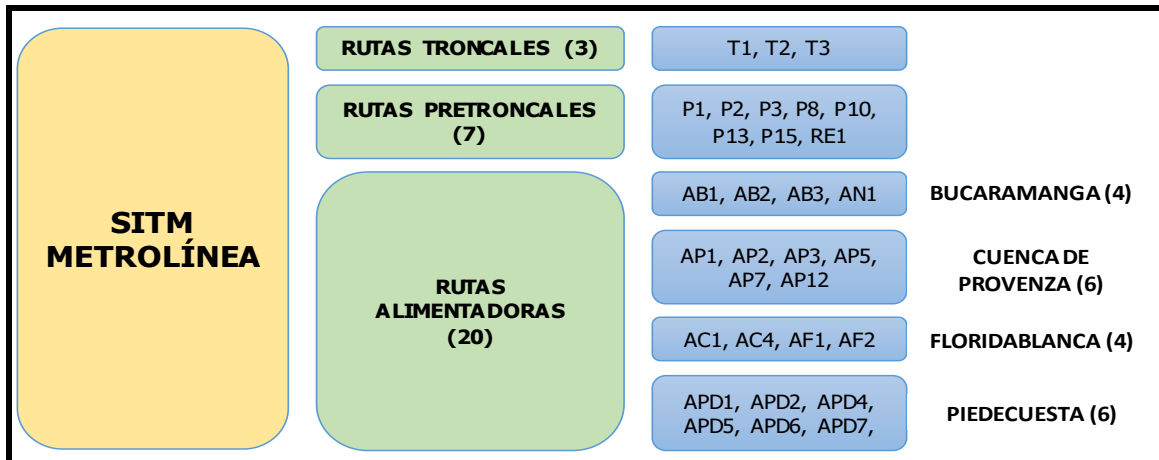 SITM
METROLÍNEA
RUTAS TRONCALES (3)
T1, T2, T3
RUTAS PRETRONCALES
(7)
P1, P2, P3, P8, P10,
P13, P15, RE1
RUTAS
ALIMENTADORAS
(20)
AB1, AB2, AB3, AN1
BUCARAMANGA (4)
AP1, AP2, AP3, AP5,
AP7, AP12
CUENCA DE
PROVENZA (6)
AC1, AC4, AF1, AF2
FLORIDABLANCA (4)
APD1, APD2, APD4,
APD5, APD6, APD7,
PIEDECUESTA (6)